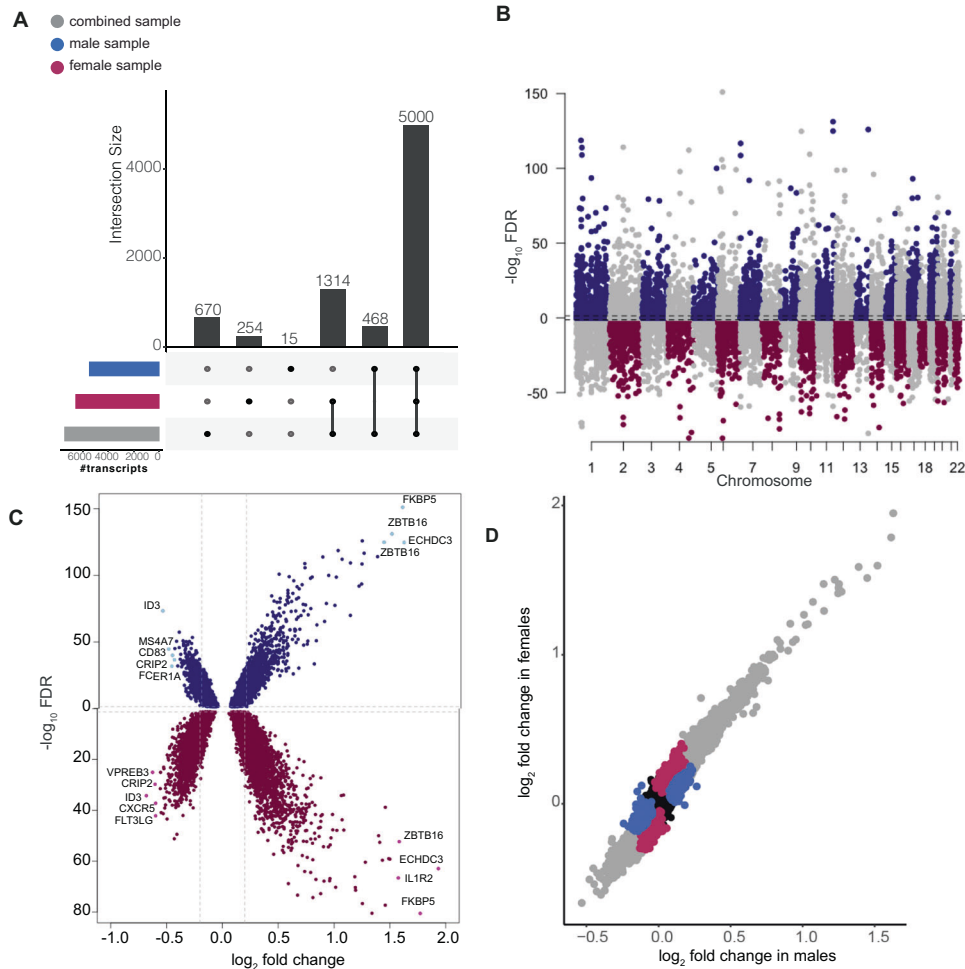 A
combined sample
male sample
female sample
Intersection Size
4000
2000
0
670
254
15
1314
468
5000
6000 4000 2000 0
#transcripts
B
-log10 FDR
150
100
50
0
-50
1 2 3 4 5 7 9 11 13 15 18 22
Chromosome
C
-log10 FDR
150
100
50
0
20
40
60
80
FKBP5
ZBTB16
ECHDC3
ZBTB16
ID3
MS4A7
CD83
CRIP2
FCER1A
VPREB3
CRIP2
ID3
CXCR5
FLT3LG
ZBTB16
ECHDC3
IL1R2
FKBP5
-1.0 -0.5 0.0 0.5 1.0 1.5 2.0
log2 fold change
D
log2 fold change in females
2
1
0
-0.5 0.0 0.5 1.0 1.5
log2 fold change in males